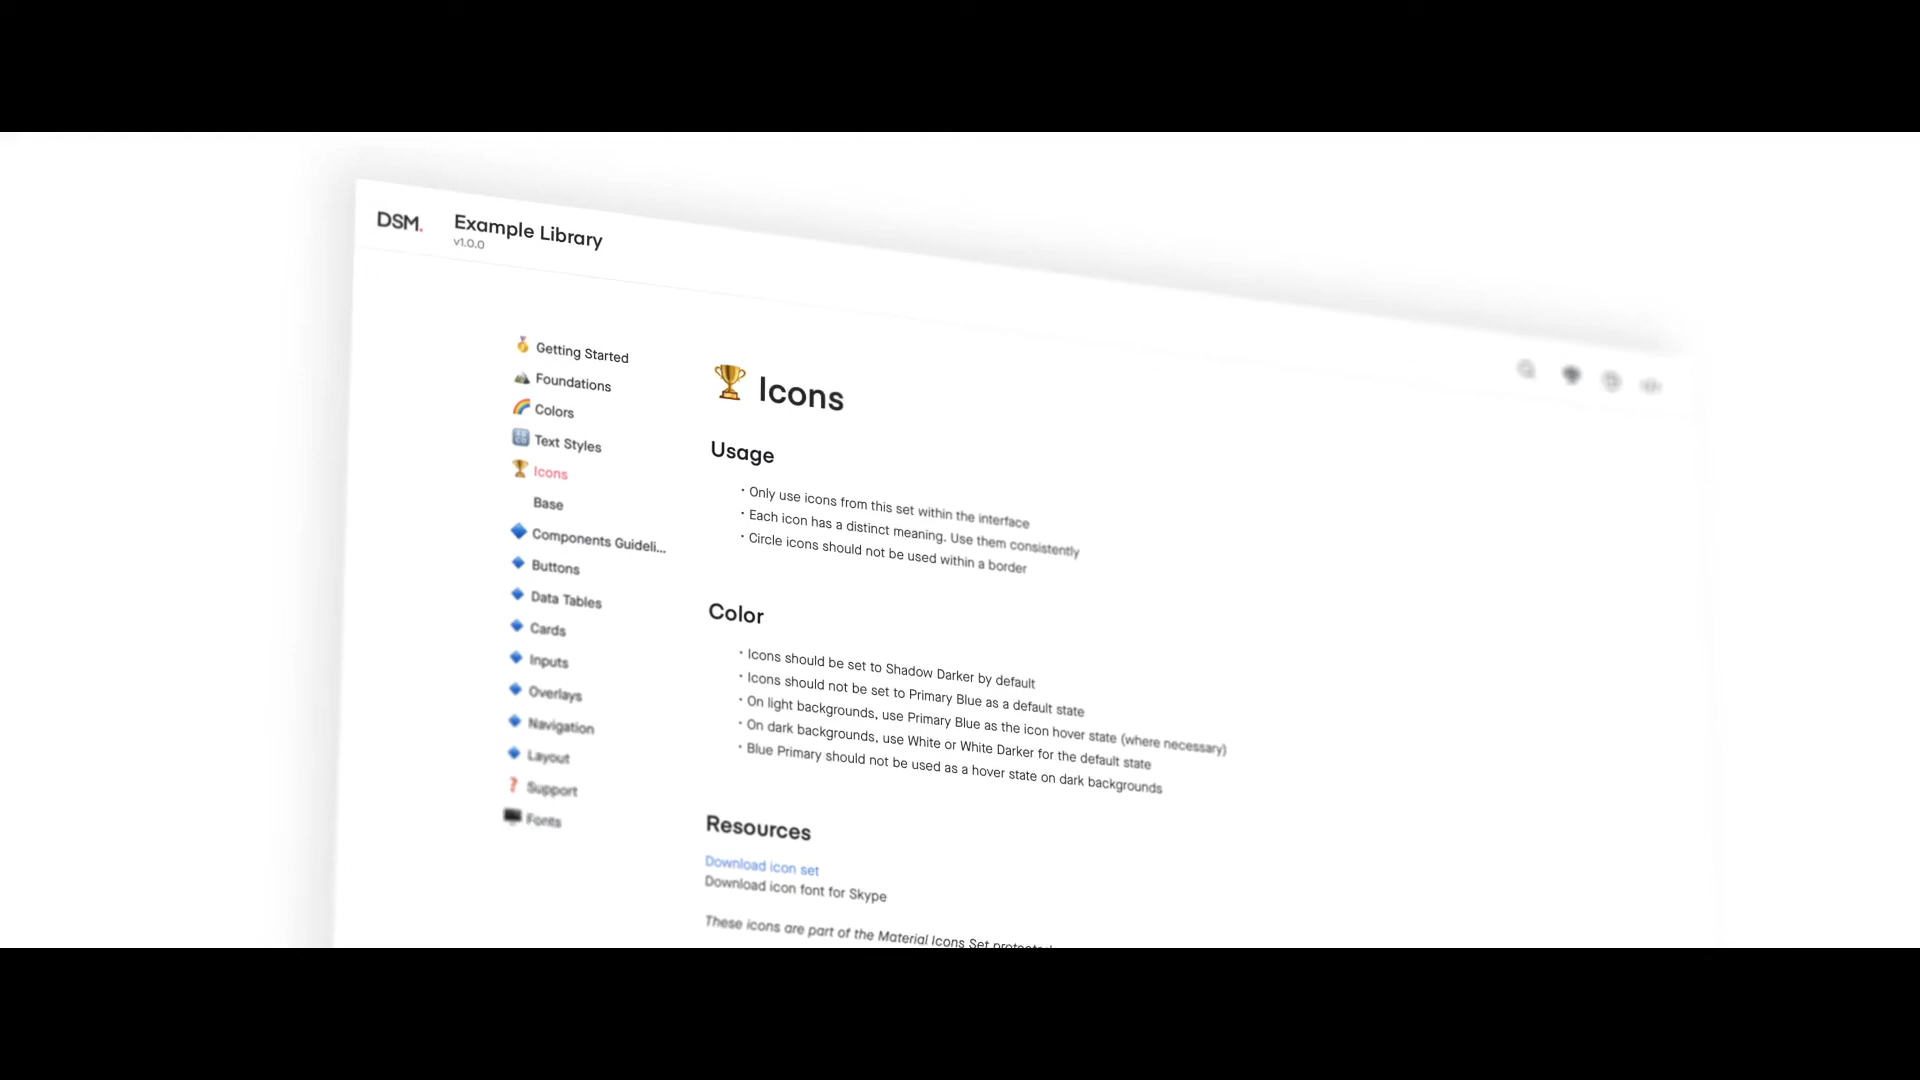 DSM.
Example Library
v1.0.0
Getting Started
Foundations
Colors
Text Styles
Icons
Base
Components Guideli...
Buttons
Data Tables
Cards
Inputs
Overlays
Navigation
Layout
Support
Fonts
Icons
Usage
• Only use icons from this set within the interface
• Each icon has a distinct meaning. Use them consistently
• Circle icons should not be used within a border
Color
• Icons should be set to Shadow Darker by default
• Icons should not be set to Primary Blue as a default state
• On light backgrounds, use Primary Blue as the icon hover state (where necessary)
• On dark backgrounds, use White or White Darker for the default state
• Blue Primary should not be used as a hover state on dark backgrounds
Resources
Download icon set
Download icon font for Skype
These icons are part of the Material Icons Set